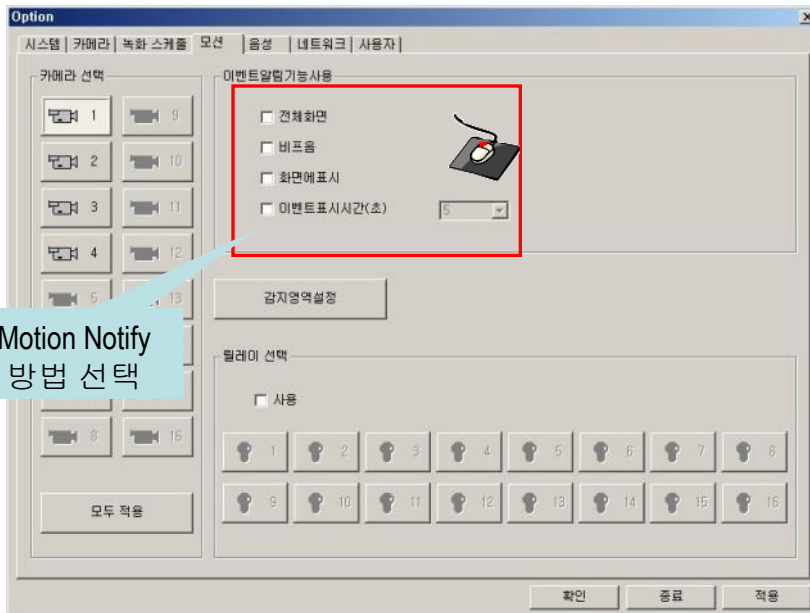 Option
시스템 카메라 녹화 스케줄 모션 음성 네트워크 사용자
카메라 선택
1 9
2 10
3 11
4 12
5 13
8 16
모두 적용
이벤트알림기능사용
전체화면
비프음
화면에표시
이벤트표시시간(초) 5
감지영역설정
Motion Notify
방법 선택
릴레이 선택
사용
1 2 3 4 5 6 7 8
9 10 11 12 13 14 15 16
확인 종료 적용